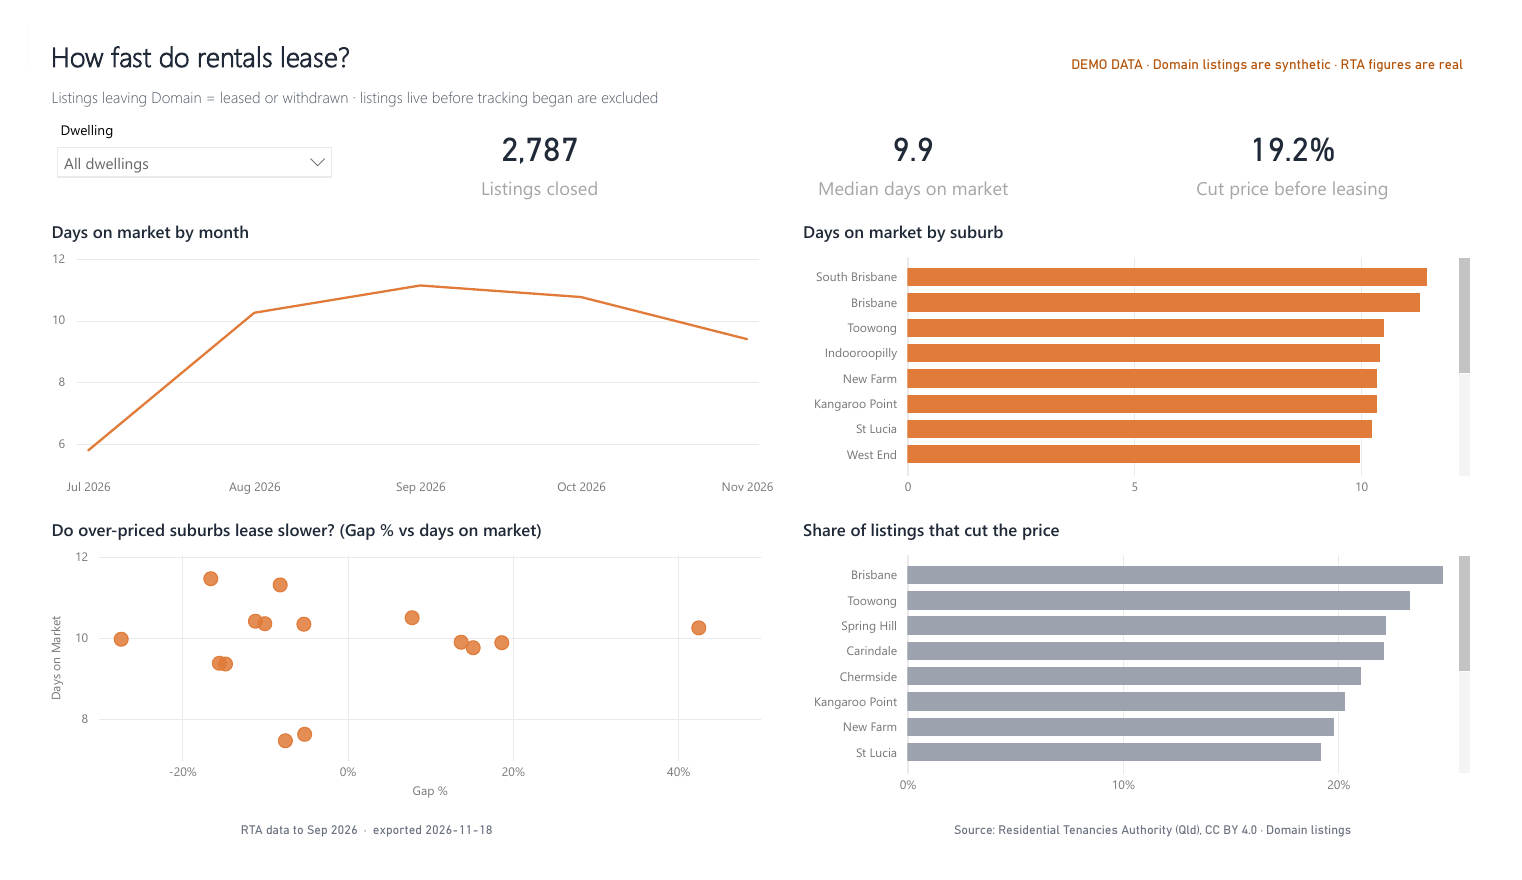 How fast do rentals lease?
DEMO DATA · Domain listings are synthetic · RTA figures are real
Listings leaving Domain = leased or withdrawn · listings live before tracking began are excluded
Dwelling
All dwellings
2,787
Listings closed
9.9
Median days on market
19.2%
Cut price before leasing
Days on market by month
12
10
8
6
Jul 2026
Aug 2026
Sep 2026
Oct 2026
Nov 2026
Days on market by suburb
South Brisbane
Brisbane
Toowong
Indooroopilly
New Farm
Kangaroo Point
St Lucia
West End
0
5
10
Do over-priced suburbs lease slower? (Gap % vs days on market)
Days on Market
12
10
8
-20%
0%
20%
40%
Gap %
Share of listings that cut the price
Brisbane
Toowong
Spring Hill
Carindale
Chermside
Kangaroo Point
New Farm
St Lucia
0%
10%
20%
RTA data to Sep 2026 · exported 2026-11-18
Source: Residential Tenancies Authority (Qld), CC BY 4.0 · Domain listings